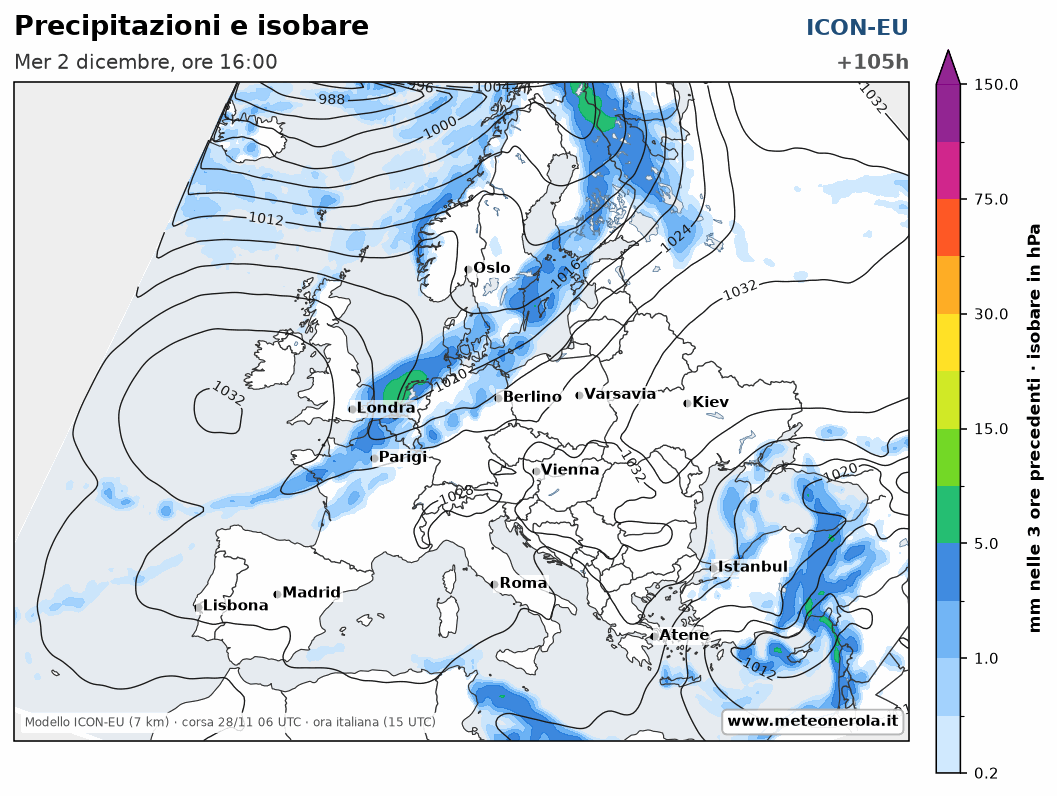 Precipitazioni e isobare
ICON-EU
Mer 2 dicembre, ore 16:00
+105h
988
996
1004
1000
1032
1012
1024
Oslo
1016
1032
1032
1020
Londra
Berlino
Varsavia
Kiev
Parigi
Vienna
1032
1028
1020
Istanbul
Roma
Madrid
Lisbona
Atene
1012
Modello ICON-EU (7 km) · corsa 28/11 06 UTC · ora italiana (15 UTC)
www.meteonerola.it
150.0
75.0
30.0
15.0
5.0
1.0
0.2
mm nelle 3 ore precedenti · isobare in hPa